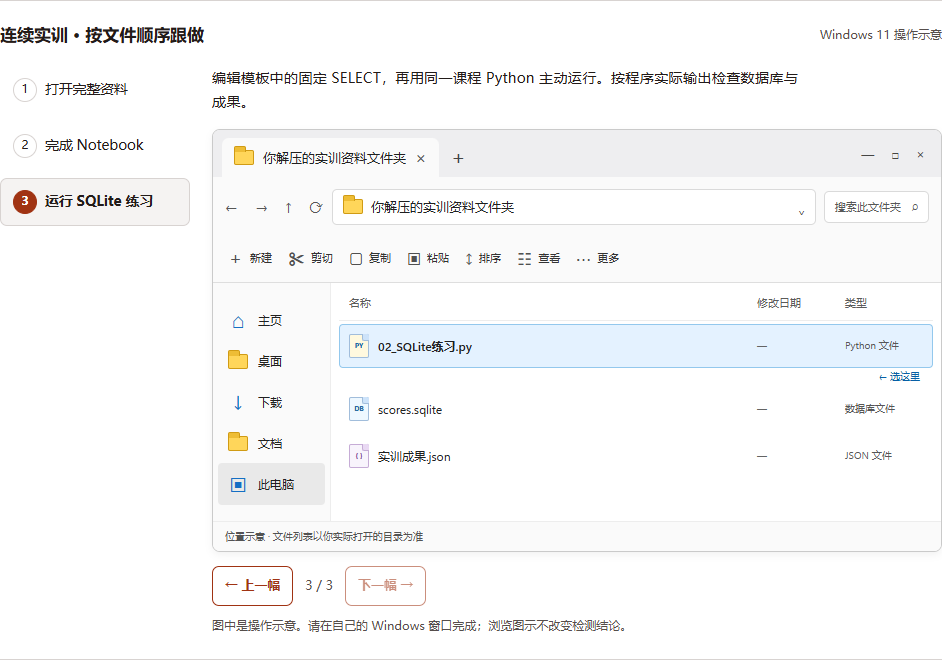 连续实训·按文件顺序跟做
Windows 11 操作示意
1 打开完整资料
2 完成 Notebook
3 运行 SQLite 练习
编辑模板中的固定 SELECT，再用同一课程 Python 主动运行。按程序实际输出检查数据库与
成果。
你解压的实训资料文件夹 × +
— □ ×
← → ↑ 你解压的实训资料文件夹 搜索此文件夹
+ 新建 剪切 复制 粘贴 排序 查看 … 更多
主页
桌面
下载
文档
此电脑
名称 修改日期 类型
PY 02_SQLite练习.py — Python 文件
← 选这里
DB scores.sqlite — 数据库文件
{} 实训成果.json — JSON 文件
位置示意 · 文件列表以你实际打开的目录为准
← 上一幅 3 / 3 下一幅 →
图中是操作示意。请在自己的 Windows 窗口完成；浏览图示不改变检测结论。